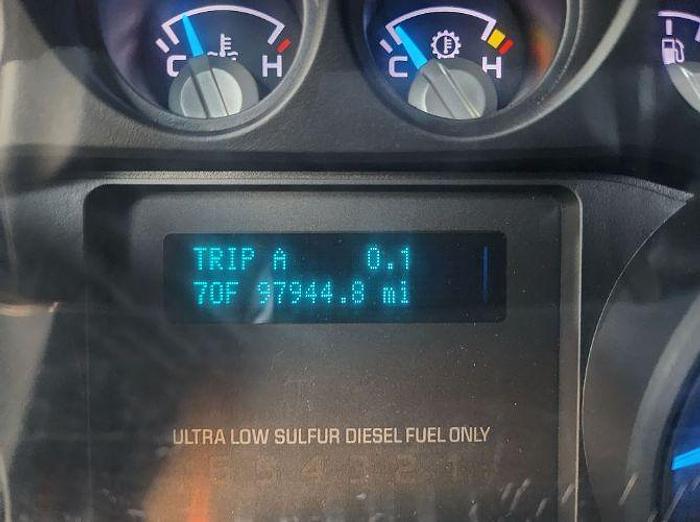 C H
C H
TRIP A 0.1
70F 97944.8 mi
ULTRA LOW SULFUR DIESEL FUEL ONLY